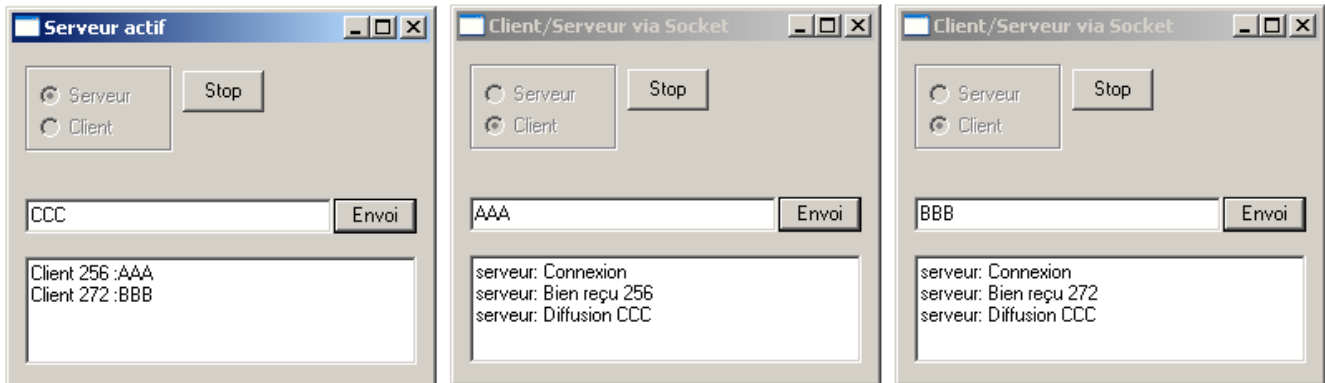 Serveur actif
Serveur
Client
Stop
CCC
Envoi
Client 256 :AAA
Client 272 :BBB
Client/Serveur via Socket
Serveur
Client
Stop
AAA
Envoi
serveur: Connexion
serveur: Bien reçu 256
serveur: Diffusion CCC
Client/Serveur via Socket
Serveur
Client
Stop
BBB
Envoi
serveur: Connexion
serveur: Bien reçu 272
serveur: Diffusion CCC